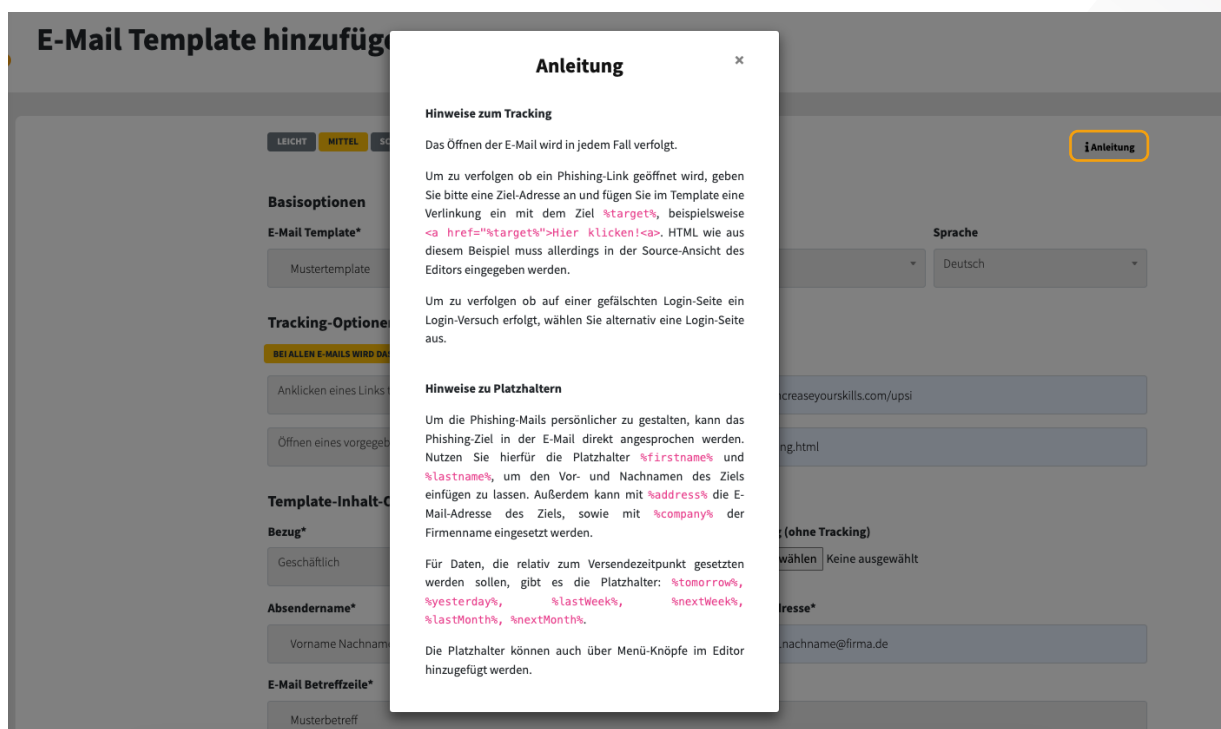 E-Mail Template hinzufüge
Anleitung
×
Hinweise zum Tracking
Das Öffnen der E-Mail wird in jedem Fall verfolgt.
Um zu verfolgen ob ein Phishing-Link geöffnet wird, geben
Sie bitte eine Ziel-Adresse an und fügen Sie im Template eine
Verlinkung ein mit dem Ziel %target%, beispielsweise
<a href="%target%">Hier klicken!<a>. HTML wie aus
diesem Beispiel muss allerdings in der Source-Ansicht des
Editors eingegeben werden.
Um zu verfolgen ob auf einer gefälschten Login-Seite ein
Login-Versuch erfolgt, wählen Sie alternativ eine Login-Seite
aus.
Hinweise zu Platzhaltern
Um die Phishing-Mails persönlicher zu gestalten, kann das
Phishing-Ziel in der E-Mail direkt angesprochen werden.
Nutzen Sie hierfür die Platzhalter %firstname% und
%lastname%, um den Vor- und Nachnamen des Ziels
einfügen zu lassen. Außerdem kann mit %address% die E-
Mail-Adresse des Ziels, sowie mit %company% der
Firmenname eingesetzt werden.
Für Daten, die relativ zum Versendezeitpunkt gesetzten
werden sollen, gibt es die Platzhalter: %tomorrow%,
%yesterday%, %lastWeek%, %nextWeek%,
%lastMonth%, %nextMonth%.
Die Platzhalter können auch über Menü-Knöpfe im Editor
hinzugefügt werden.
LEICHT MITTEL SC
i Anleitung
Basisoptionen
E-Mail Template* Sprache
Mustertemplate Deutsch
Tracking-Optione
BEI ALLEN E-MAILS WIRD DAS
Anklicken eines Links creaseyourskills.com/upsi
Öffnen eines vorgegeb ng.html
Template-Inhalt-O
Bezug* (ohne Tracking)
Geschäftlich wählen Keine ausgewählt
Absendername* resse*
Vorname Nachname .nachname@firma.de
E-Mail Betreffzeile*
Musterbetreff